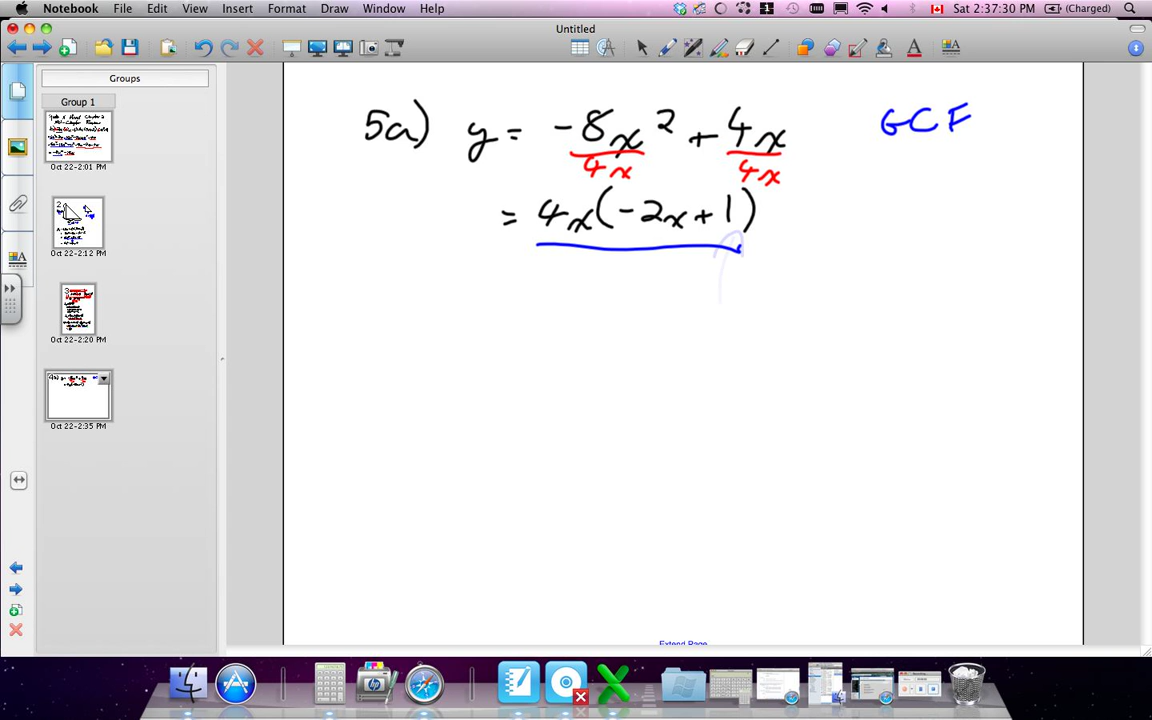 Notebook File Edit View Insert Format Draw Window Help Sat 2:37:30 PM (Charged)
Untitled
Groups
Group 1
Oct 22-2:01 PM
Oct 22-2:12 PM
Oct 22-2:20 PM
Oct 22-2:35 PM
5a) y = -8x² + 4x GCF
4x 4x
= 4x(-2x+1)
Extend Page